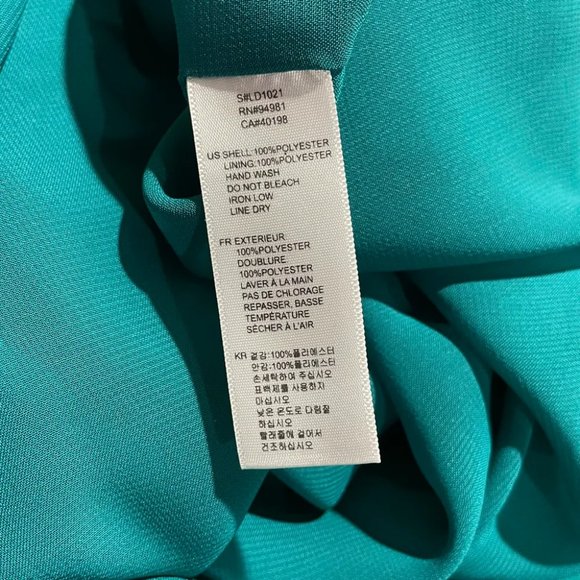 S#LD1021
RN#94981
CA#40198
US SHELL:100%POLYESTER
LINING:100%POLYESTER
HAND WASH
DO NOT BLEACH
IRON LOW
LINE DRY
FR EXTERIEUR
100%POLYESTER
DOUBLURE
100%POLYESTER
LAVER À LA MAIN
PAS DE CHLORAGE
REPASSER, BASSE
TEMPÉRATURE
SÉCHER À L'AIR
KR 겉감:100%폴리에스터
안감:100%폴리에스터
손세탁하여 주십시오
표백제를 사용하지
마십시오
낮은 온도로 다림질
하십시오
빨래줄에 걸어서
건조하십시오